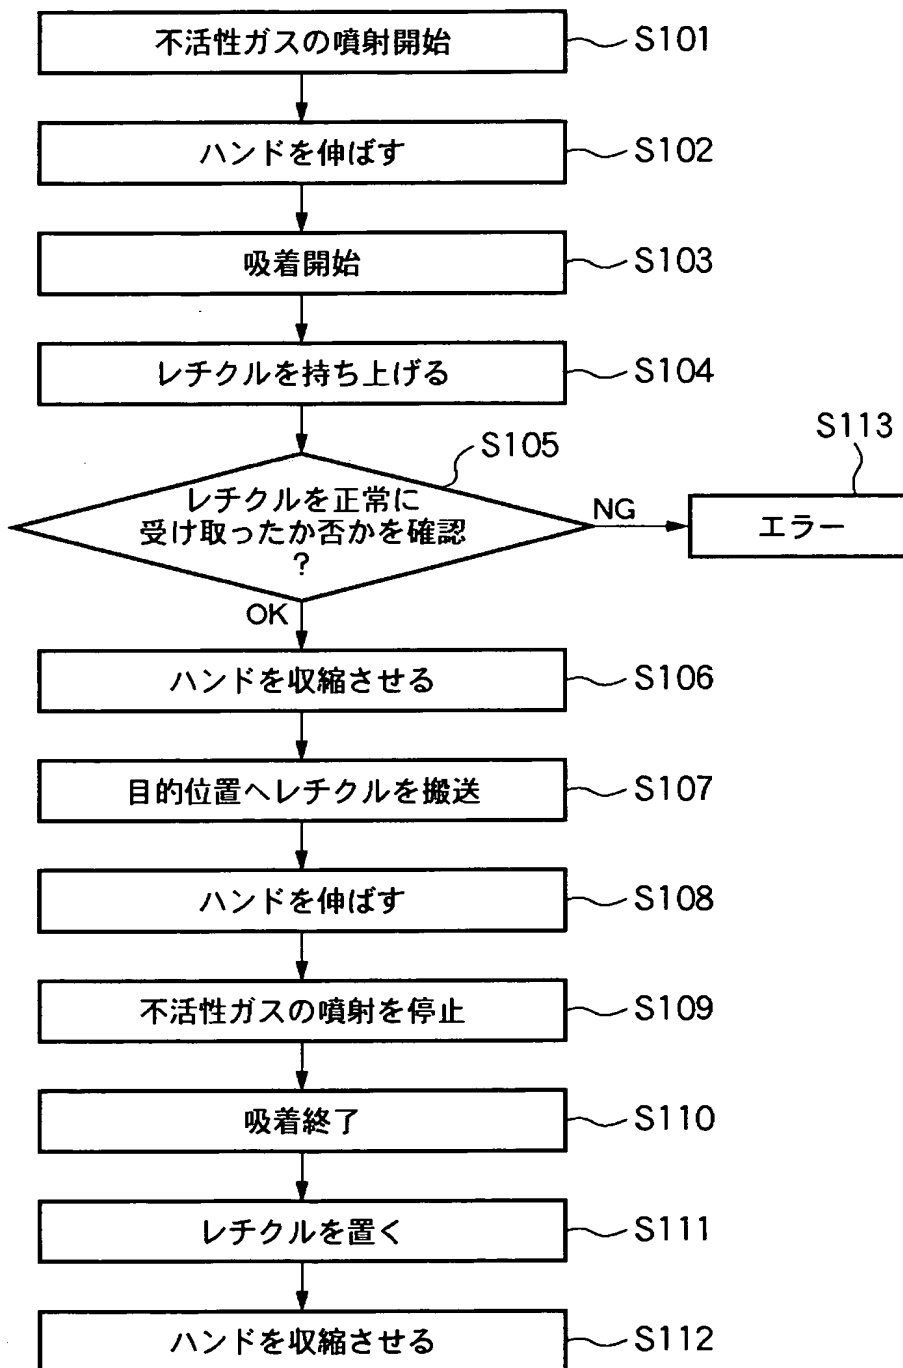 不活性ガスの噴射開始 S101
ハンドを伸ばす S102
吸着開始 S103
レチクルを持ち上げる S104
S105
S113
レチクルを正常に
受け取ったか否かを確認
?
NG
エラー
OK
ハンドを収縮させる S106
目的位置へレチクルを搬送 S107
ハンドを伸ばす S108
不活性ガスの噴射を停止 S109
吸着終了 S110
レチクルを置く S111
ハンドを収縮させる S112